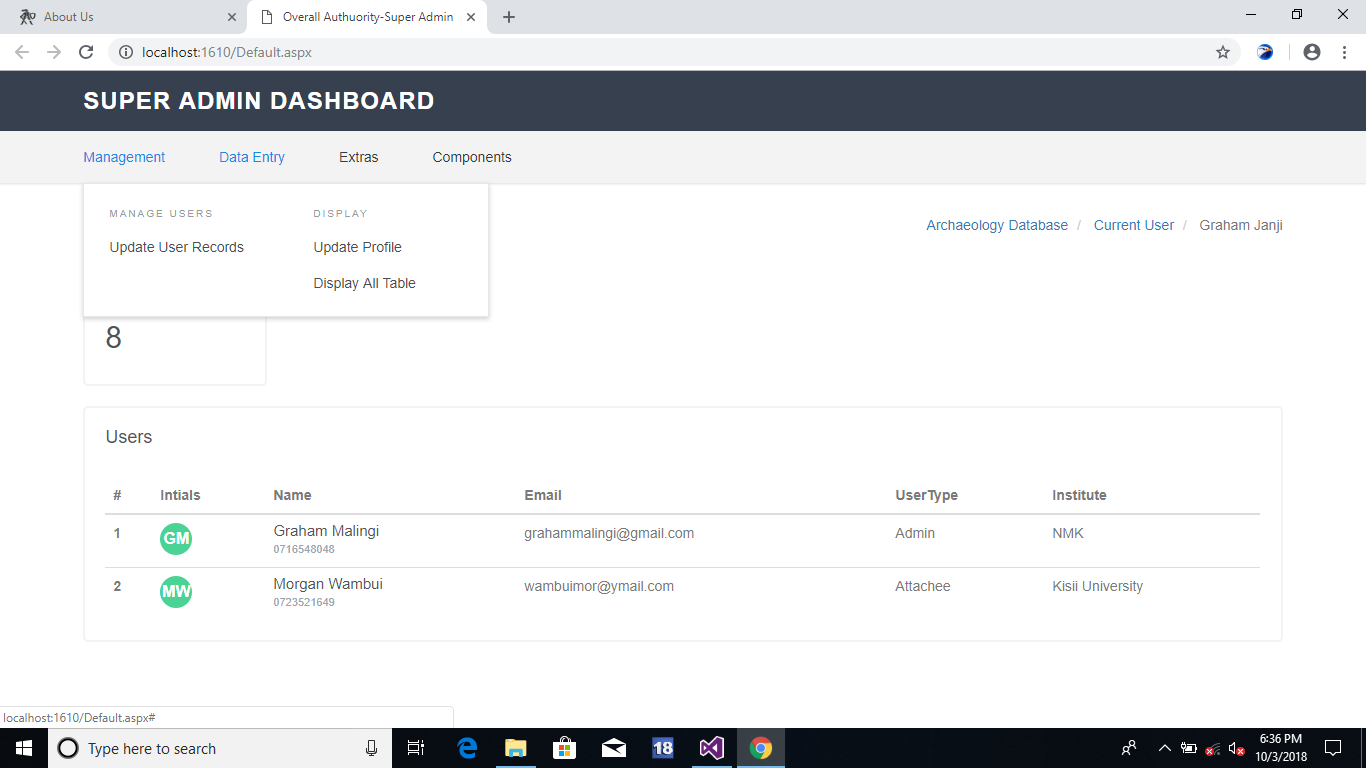 About Us
Overall Authuority-Super Admin
localhost:1610/Default.aspx
SUPER ADMIN DASHBOARD
Management Data Entry Extras Components
MANAGE USERS DISPLAY
Update User Records Update Profile
Display All Table
Archaeology Database / Current User / Graham Janji
8
Users
# Intials Name Email UserType Institute
1 GM Graham Malingi grahammalingi@gmail.com Admin NMK
0716548048
2 MW Morgan Wambui wambuimor@ymail.com Attachee Kisii University
0723521649
localhost:1610/Default.aspx#
Type here to search
18
6:36 PM
10/3/2018